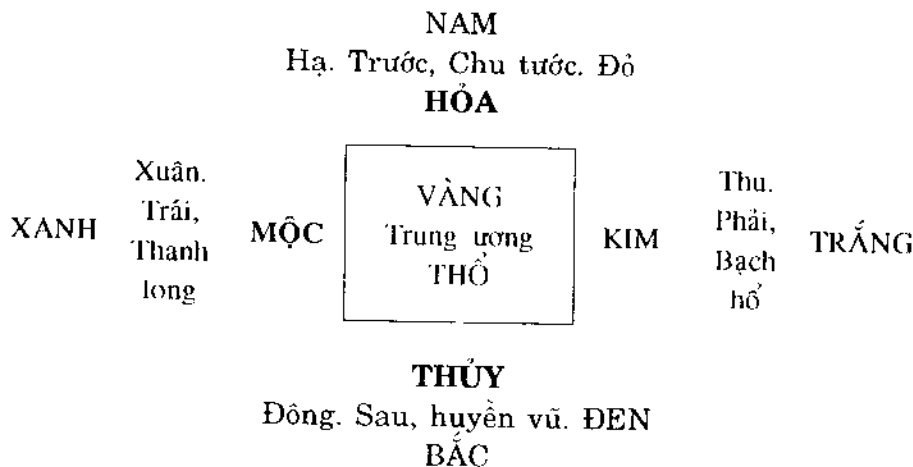 NAM
Hạ. Trước, Chu tước. Đỏ
HỎA
XANH
Xuân.
Trái,
Thanh
long
MỘC
VÀNG
Trung ương
THỔ
KIM
Thu.
Phải,
Bạch
hổ
TRẮNG
THỦY
Đông. Sau, huyền vũ. ĐEN
BẮC